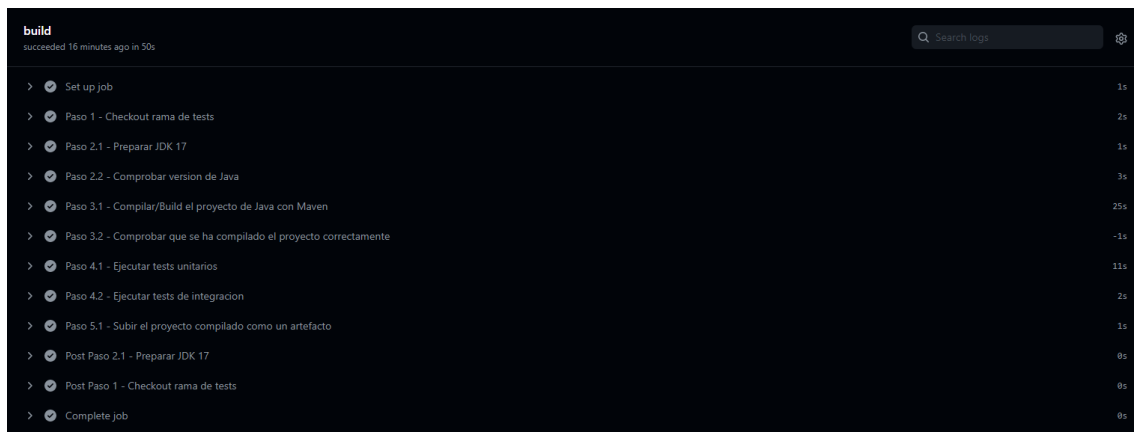 build
succeeded 16 minutes ago in 50s
Search logs
Set up job 1s
Paso 1 - Checkout rama de tests 2s
Paso 2.1 - Preparar JDK 17 1s
Paso 2.2 - Comprobar version de Java 3s
Paso 3.1 - Compilar/Build el proyecto de Java con Maven 25s
Paso 3.2 - Comprobar que se ha compilado el proyecto correctamente -1s
Paso 4.1 - Ejecutar tests unitarios 11s
Paso 4.2 - Ejecutar tests de integracion 2s
Paso 5.1 - Subir el proyecto compilado como un artefacto 1s
Post Paso 2.1 - Preparar JDK 17 0s
Post Paso 1 - Checkout rama de tests 0s
Complete job 0s